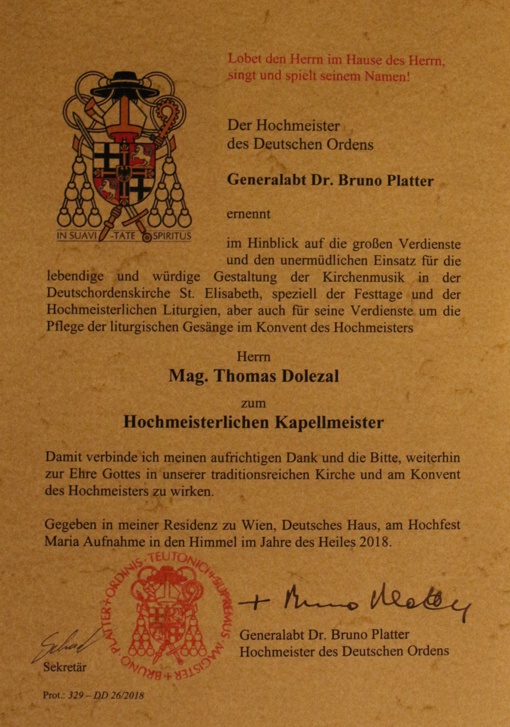 Lobet den Herrn im Hause des Herrn,
singt und spielt seinem Namen!
Der Hochmeister
des Deutschen Ordens
Generalabt Dr. Bruno Platter
IN SUAVI -TATE SPIRITUS
ernennt
im Hinblick auf die großen Verdienste
und den unermüdlichen Einsatz für die
lebendige und würdige Gestaltung der Kirchenmusik in der
Deutschordenskirche St. Elisabeth, speziell der Festtage und der
Hochmeisterlichen Liturgien, aber auch für seine Verdienste um die
Pflege der liturgischen Gesänge im Konvent des Hochmeisters
Herrn
Mag. Thomas Dolezal
zum
Hochmeisterlichen Kapellmeister
Damit verbinde ich meinen aufrichtigen Dank und die Bitte, weiterhin
zur Ehre Gottes in unserer traditionsreichen Kirche und am Konvent
des Hochmeisters zu wirken.
Gegeben in meiner Residenz zu Wien, Deutsches Haus, am Hochfest
Maria Aufnahme in den Himmel im Jahre des Heiles 2018.
+ BRUNO PLATTER + ORDINIS TEUTONICI SUPREMUS MAGISTER
+ Bruno Platter
Generalabt Dr. Bruno Platter
Hochmeister des Deutschen Ordens
Sekretär
Prot.: 329 – DD 26/2018